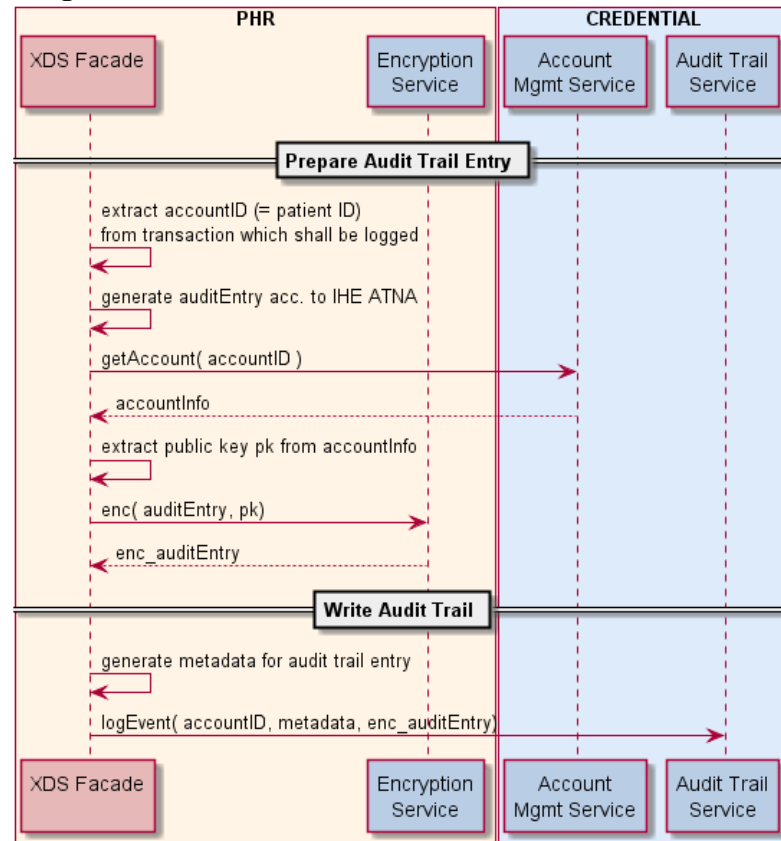 PHR
CREDENTIAL
XDS Facade
Encryption
Service
Account
Mgmt Service
Audit Trail
Service
Prepare Audit Trail Entry
extract accountID (= patient ID)
from transaction which shall be logged
generate auditEntry acc. to IHE ATNA
getAccount( accountID )
accountInfo
extract public key pk from accountInfo
enc( auditEntry, pk)
enc_auditEntry
Write Audit Trail
generate metadata for audit trail entry
logEvent( accountID, metadata, enc_auditEntry)
XDS Facade
Encryption
Service
Account
Mgmt Service
Audit Trail
Service